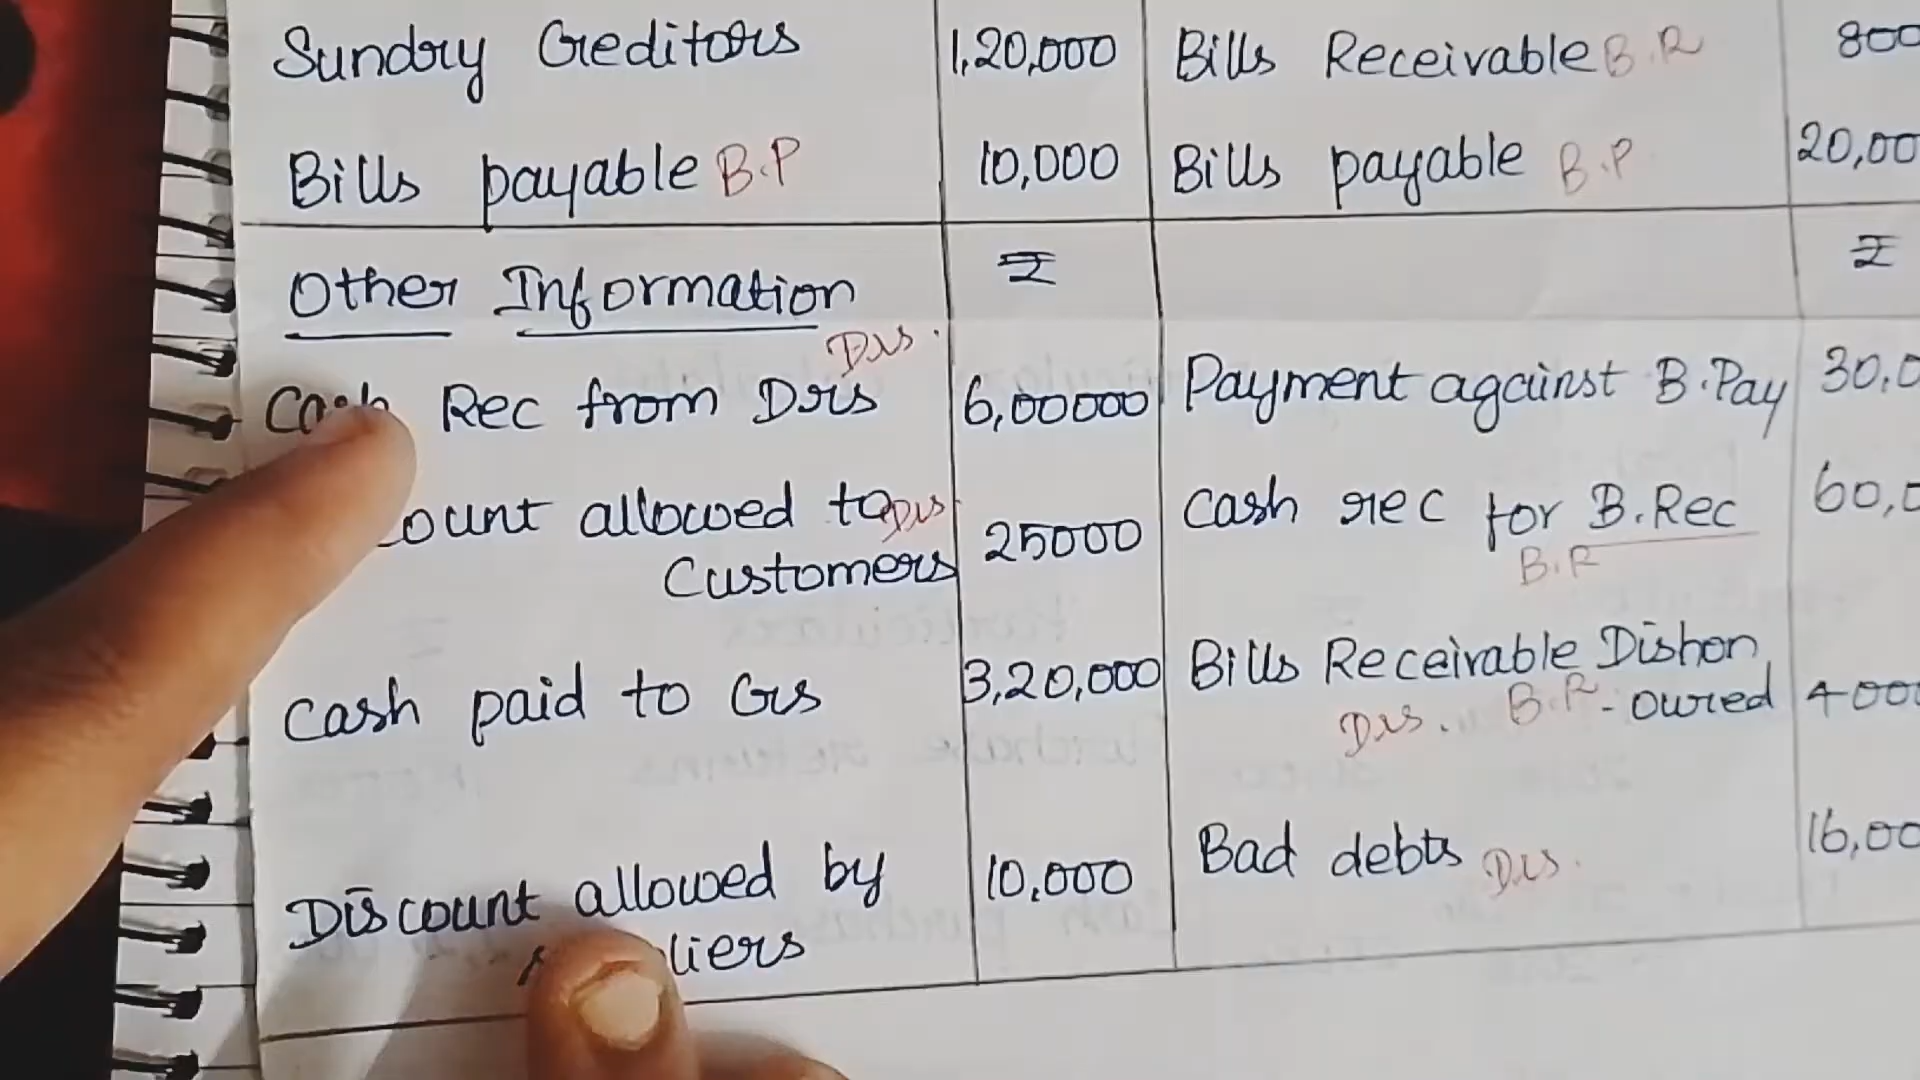 Sundry Creditors 1,20,000 Bills Receivable B.R 800
Bills payable B.P 10,000 Bills payable B.P 20,00
Other Information ₹ ₹
Drs.
Cash Rec from Drs 6,00000 Payment against B.Pay 30,0
ount allowed to Drs 25000 Cash rec for B.Rec 60,0
Customers B.R
Cash paid to Crs 3,20,000 Bills Receivable Dishon
Drs. B.R - oured 4000
Discount allowed by 10,000 Bad debts Drs. 16,00
liers